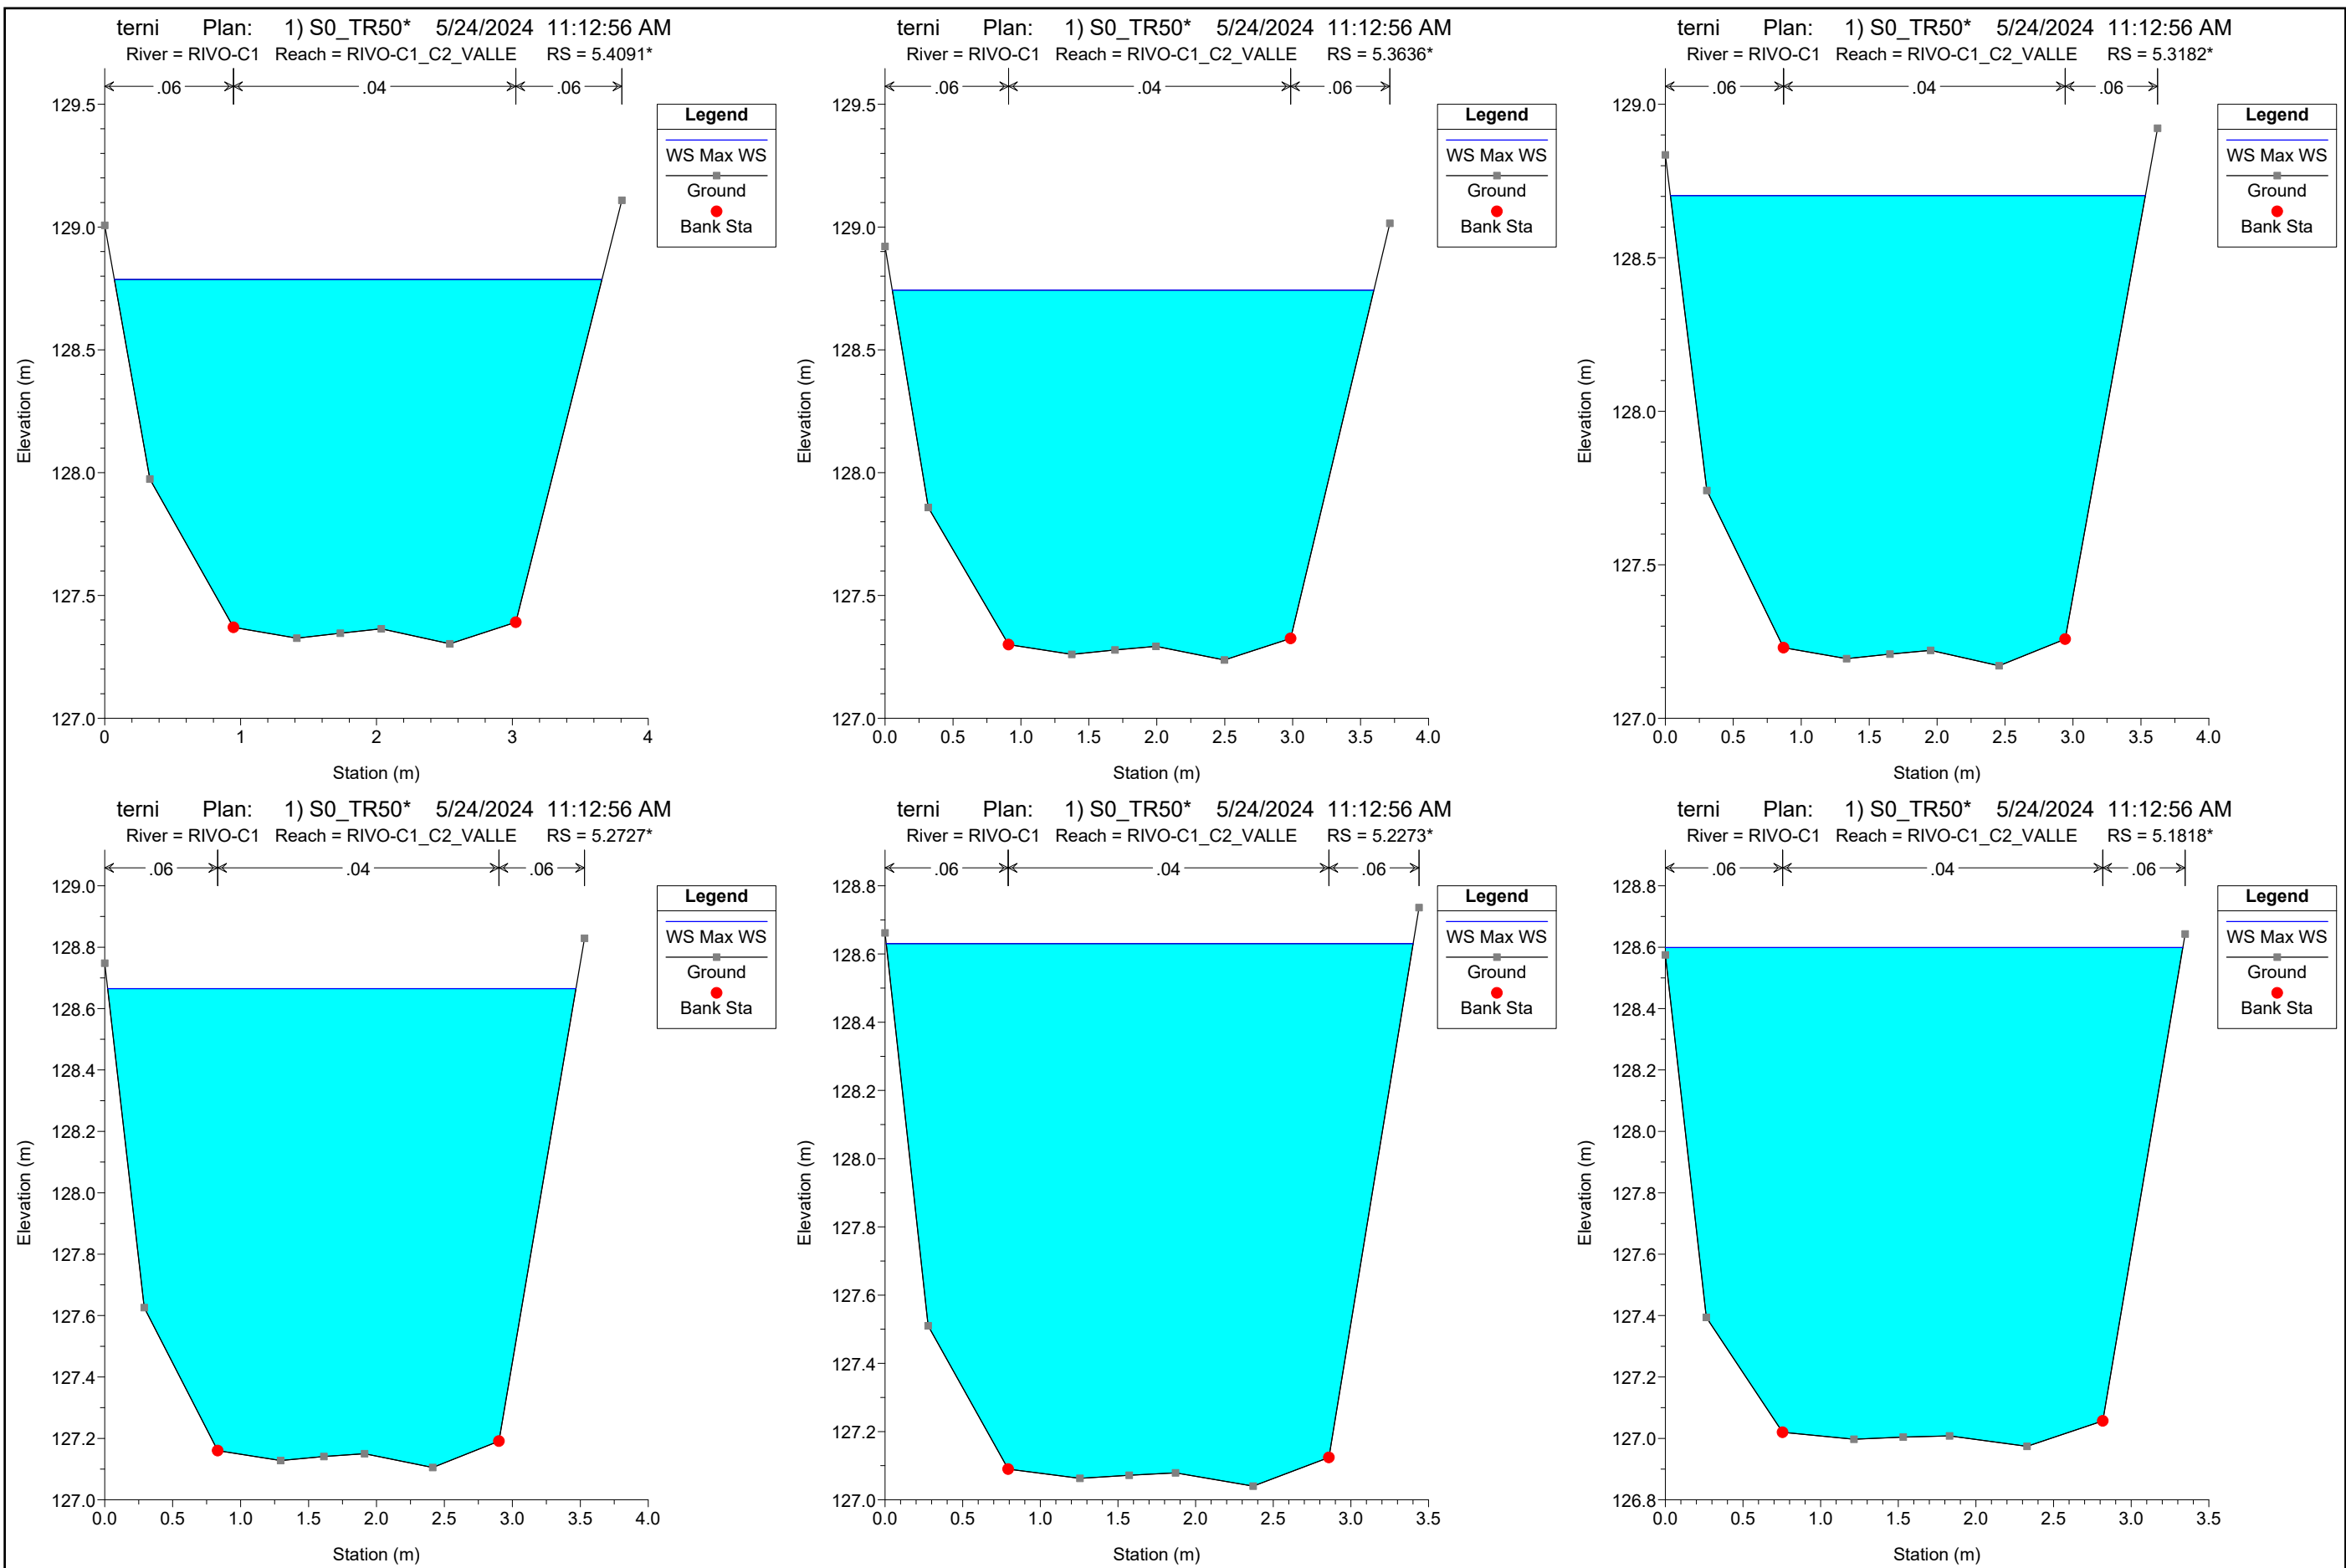 terni Plan: 1) S0_TR50* 5/24/2024 11:12:56 AM
River = RIVO-C1 Reach = RIVO-C1_C2_VALLE RS = 5.4091*
.06 .04 .06
Legend
WS Max WS
Ground
Bank Sta
129.5
129.0
128.5
128.0
127.5
127.0
Elevation (m)
0 1 2 3 4
Station (m)
terni Plan: 1) S0_TR50* 5/24/2024 11:12:56 AM
River = RIVO-C1 Reach = RIVO-C1_C2_VALLE RS = 5.3636*
.06 .04 .06
Legend
WS Max WS
Ground
Bank Sta
129.5
129.0
128.5
128.0
127.5
127.0
Elevation (m)
0.0 0.5 1.0 1.5 2.0 2.5 3.0 3.5 4.0
Station (m)
terni Plan: 1) S0_TR50* 5/24/2024 11:12:56 AM
River = RIVO-C1 Reach = RIVO-C1_C2_VALLE RS = 5.3182*
.06 .04 .06
Legend
WS Max WS
Ground
Bank Sta
129.0
128.5
128.0
127.5
127.0
Elevation (m)
0.0 0.5 1.0 1.5 2.0 2.5 3.0 3.5 4.0
Station (m)
terni Plan: 1) S0_TR50* 5/24/2024 11:12:56 AM
River = RIVO-C1 Reach = RIVO-C1_C2_VALLE RS = 5.2727*
.06 .04 .06
Legend
WS Max WS
Ground
Bank Sta
129.0
128.8
128.6
128.4
128.2
128.0
127.8
127.6
127.4
127.2
127.0
Elevation (m)
0.0 0.5 1.0 1.5 2.0 2.5 3.0 3.5 4.0
Station (m)
terni Plan: 1) S0_TR50* 5/24/2024 11:12:56 AM
River = RIVO-C1 Reach = RIVO-C1_C2_VALLE RS = 5.2273*
.06 .04 .06
Legend
WS Max WS
Ground
Bank Sta
128.8
128.6
128.4
128.2
128.0
127.8
127.6
127.4
127.2
127.0
Elevation (m)
0.0 0.5 1.0 1.5 2.0 2.5 3.0 3.5
Station (m)
terni Plan: 1) S0_TR50* 5/24/2024 11:12:56 AM
River = RIVO-C1 Reach = RIVO-C1_C2_VALLE RS = 5.1818*
.06 .04 .06
Legend
WS Max WS
Ground
Bank Sta
128.8
128.6
128.4
128.2
128.0
127.8
127.6
127.4
127.2
127.0
126.8
Elevation (m)
0.0 0.5 1.0 1.5 2.0 2.5 3.0 3.5
Station (m)